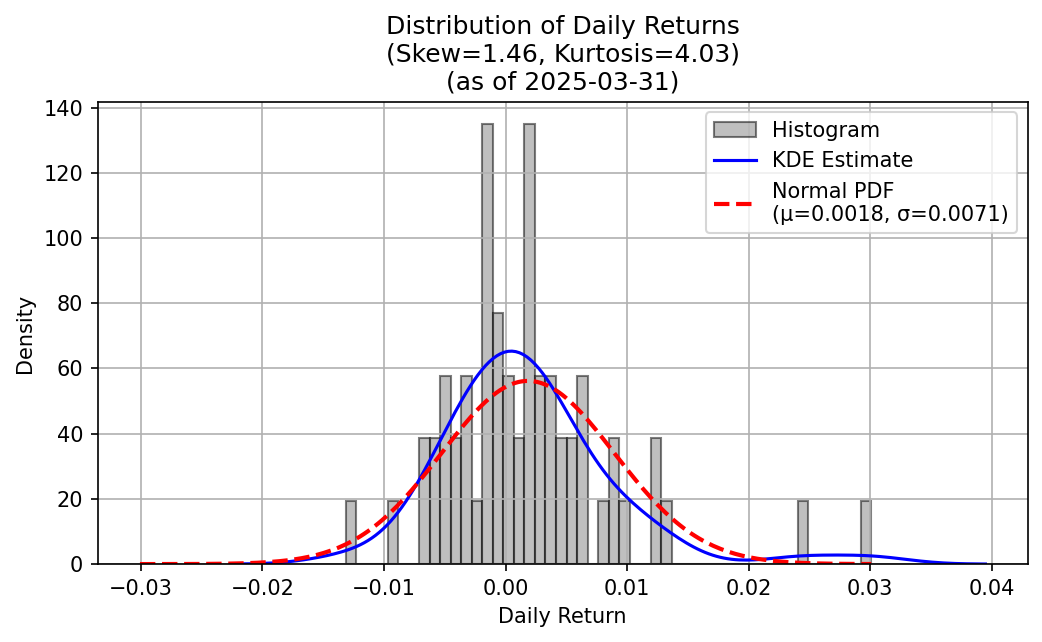 Distribution of Daily Returns
(Skew=1.46, Kurtosis=4.03)
(as of 2025-03-31)
Histogram
KDE Estimate
Normal PDF
(μ=0.0018, σ=0.0071)
Density
140
120
100
80
60
40
20
0
−0.03
−0.02
−0.01
0.00
0.01
0.02
0.03
0.04
Daily Return